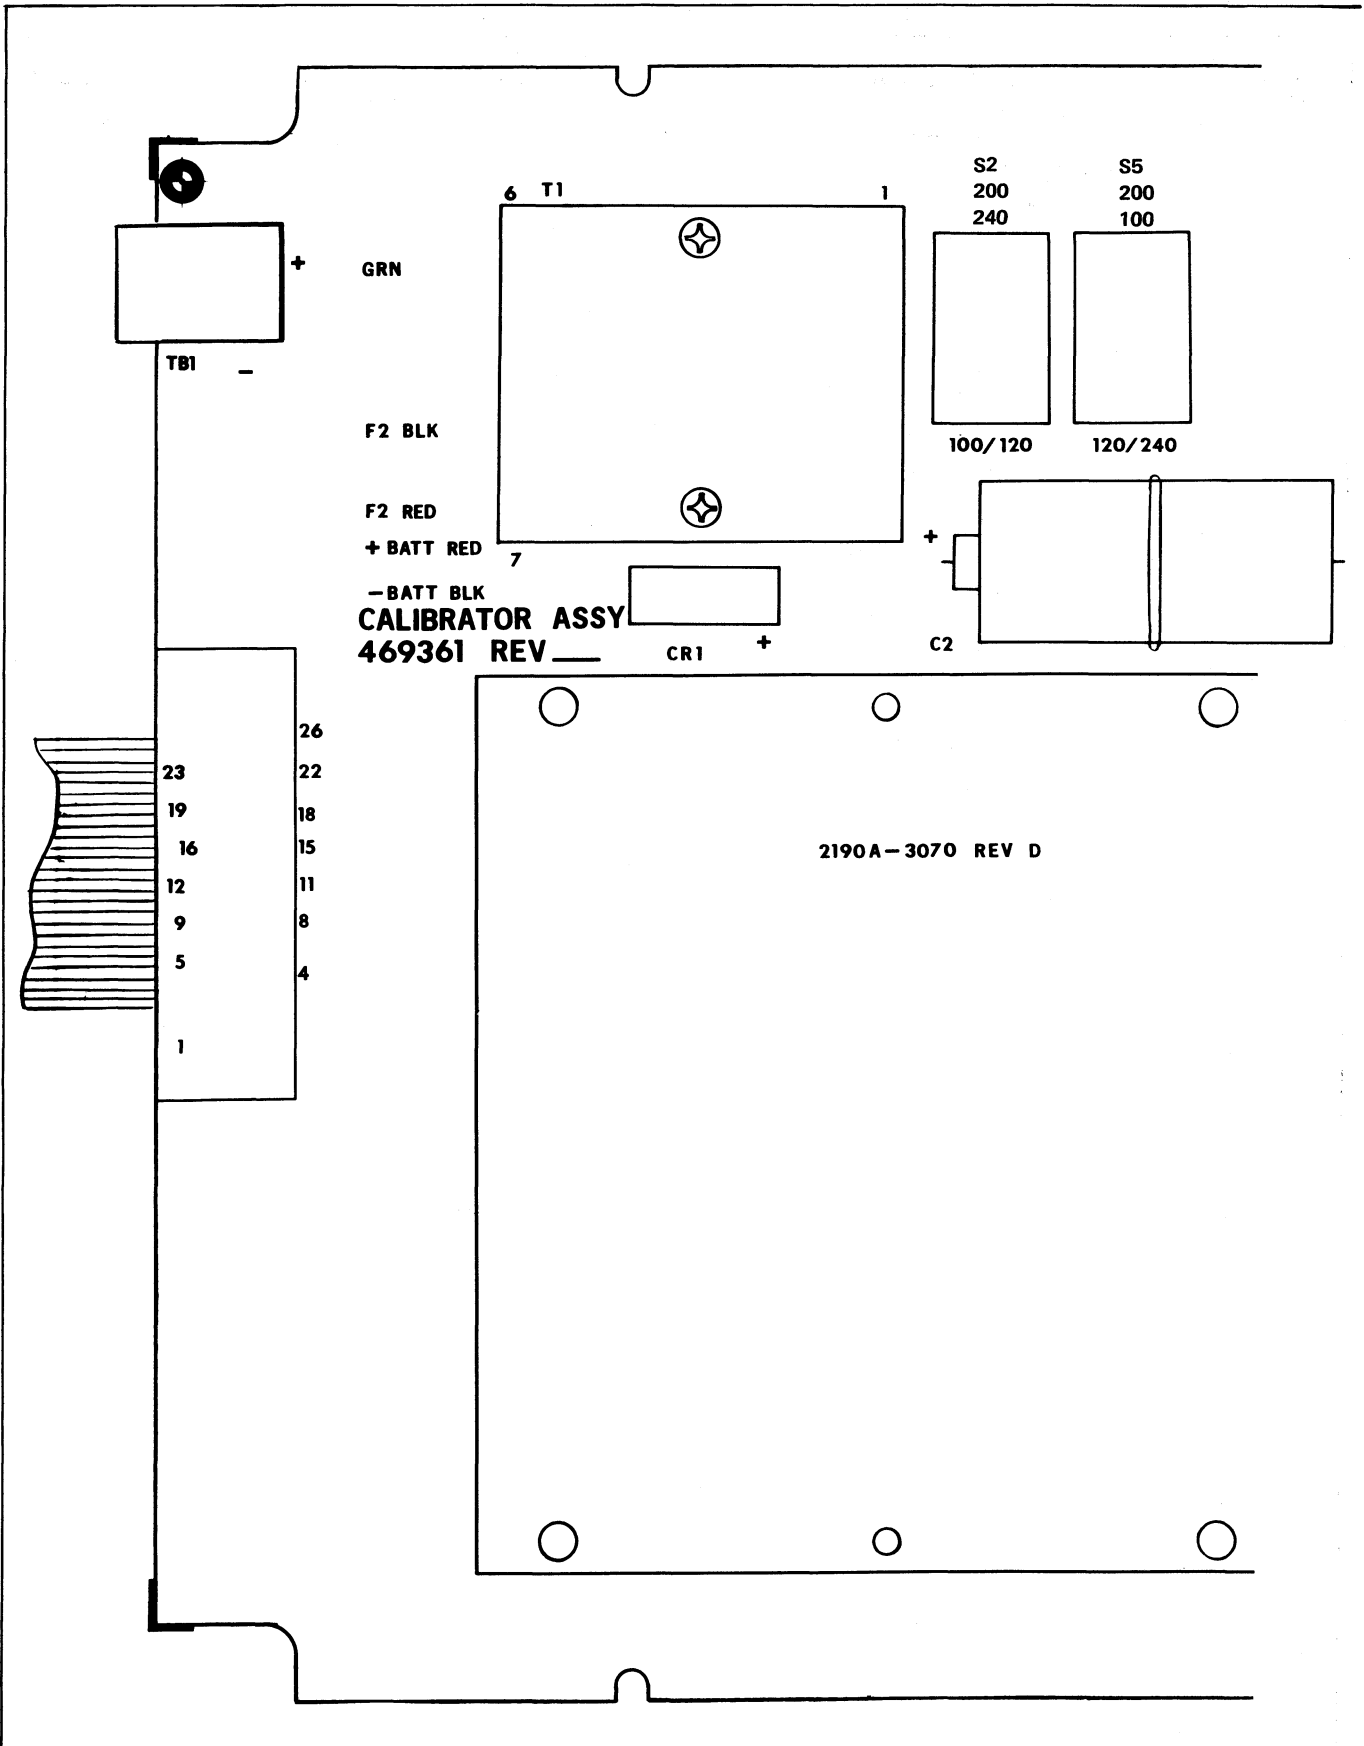 S2
200
240
S5
200
100
6 T1 1
+
GRN
TB1 -
F2 BLK
100/120
120/240
F2 RED
+ BATT RED
7
+
- BATT BLK
CALIBRATOR ASSY
469361 REV___
CR1
+
C2
26
23
22
19
18
16
15
2190A-3070 REV D
12
11
9
8
5
4
1